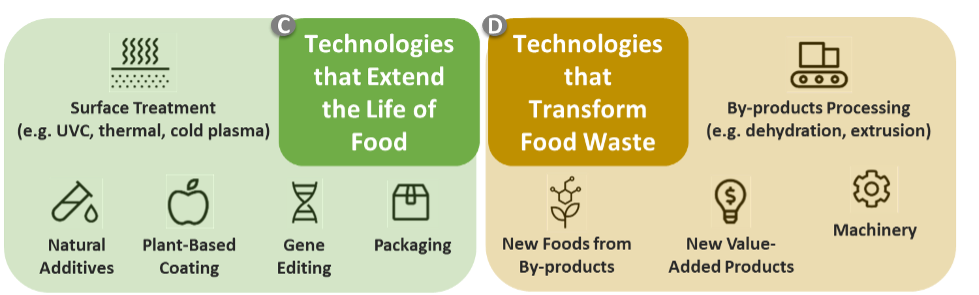 C
Technologies
that Extend
the Life of
Food
Surface Treatment
(e.g. UVC, thermal, cold plasma)
Natural
Additives
Plant-Based
Coating
Gene
Editing
Packaging
D
Technologies
that
Transform
Food Waste
By-products Processing
(e.g. dehydration, extrusion)
New Foods from
By-products
$
New Value-
Added Products
Machinery